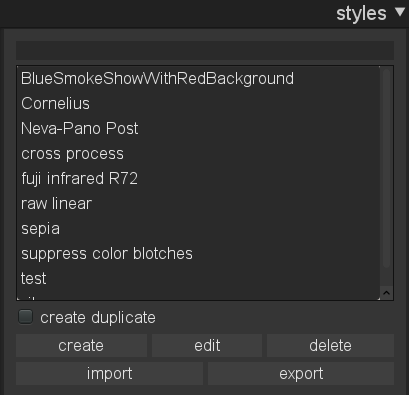 styles
BlueSmokeShowWithRedBackground
Cornelius
Neva-Pano Post
cross process
fuji infrared R72
raw linear
sepia
suppress color blotches
test
create duplicate
create edit delete
import export